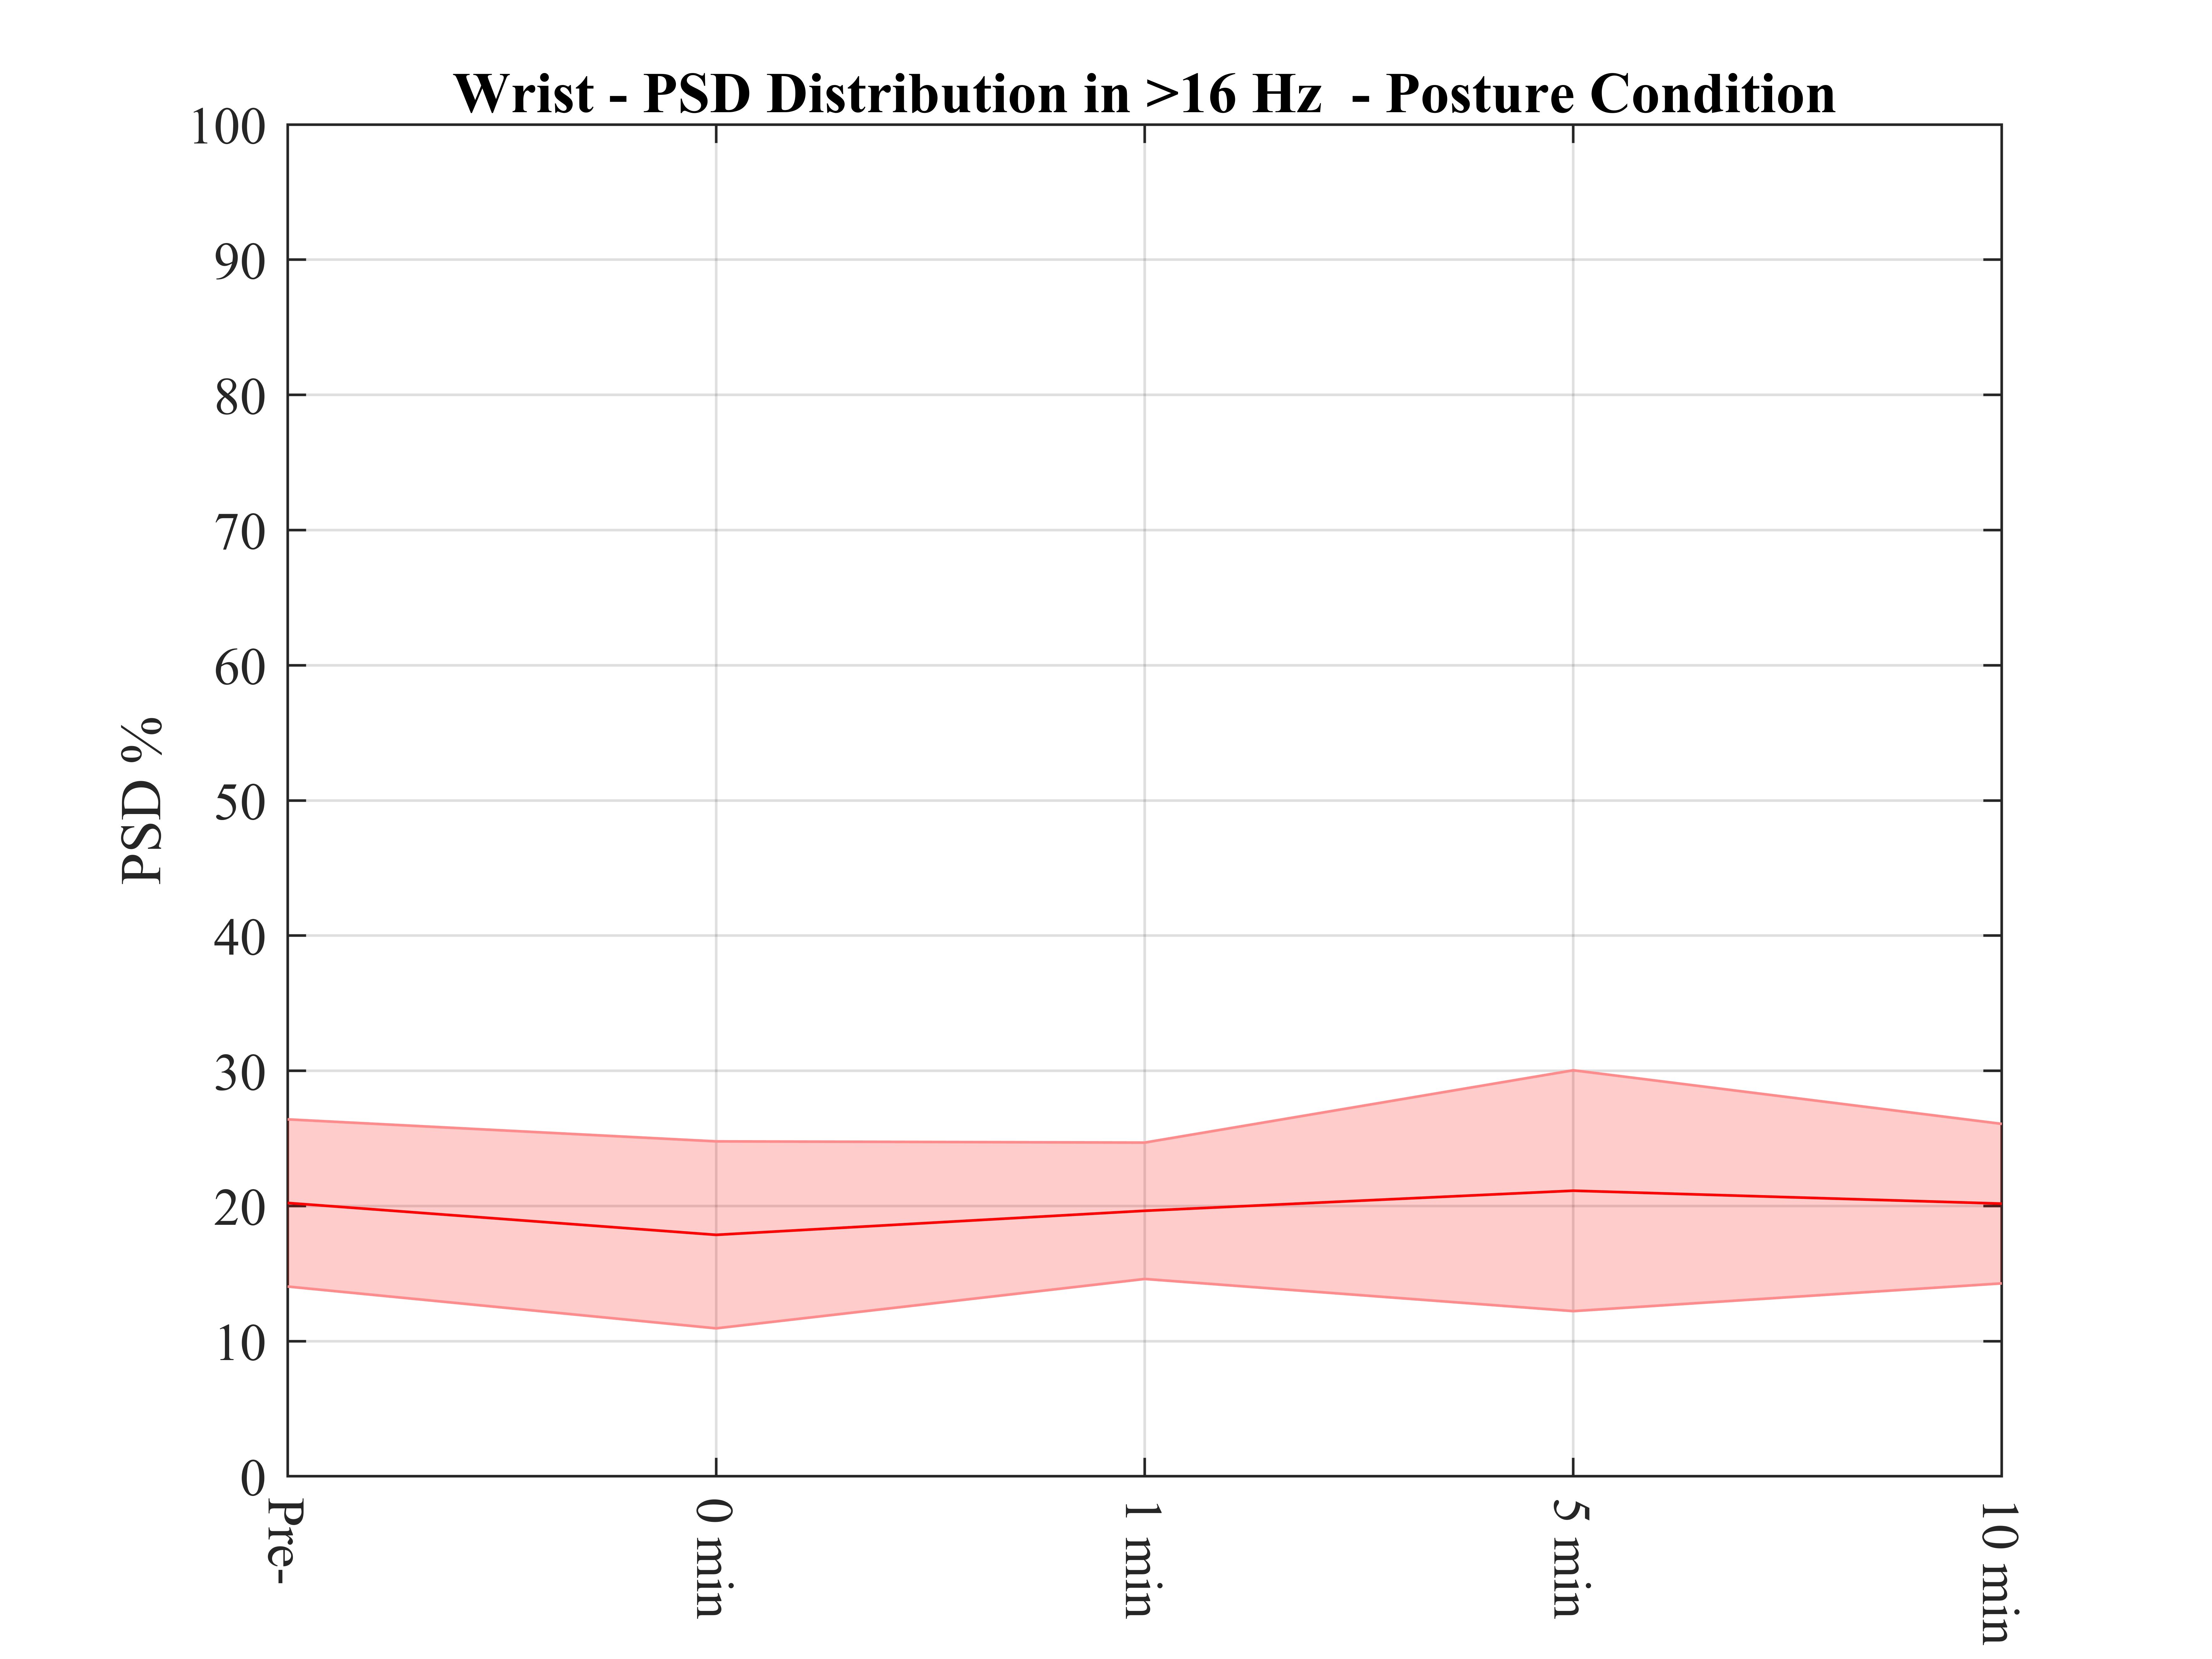 Wrist - PSD Distribution in >16 Hz  - Posture Condition
100
90
80
70
60
50
40
30
20
10
0
PSD %
Pre-
0 min
1 min
5 min
10 min